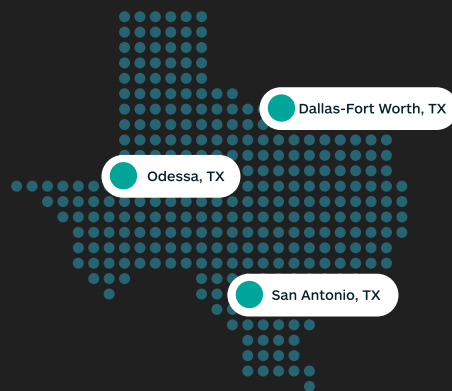 Dallas-Fort Worth, TX
Odessa, TX
San Antonio, TX